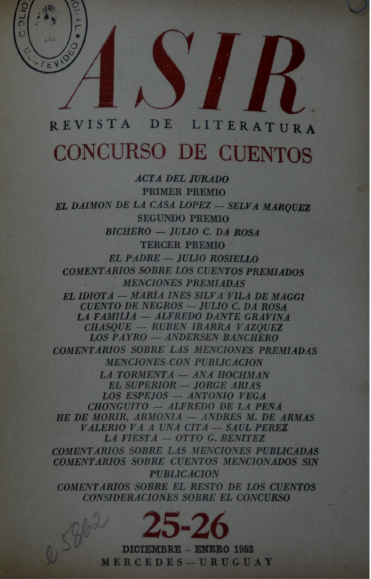 ASIR
REVISTA DE LITERATURA
CONCURSO DE CUENTOS
ACTA DEL JURADO
PRIMER PREMIO
EL DAIMON DE LA CASA LOPEZ — SELVA MARQUEZ
SEGUNDO PREMIO
BICHERO — JULIO C. DA ROSA
TERCER PREMIO
EL PADRE — JULIO ROSIELLO
COMENTARIOS SOBRE LOS CUENTOS PREMIADOS
MENCIONES PREMIADAS
EL IDIOTA — MARIA INES SILVA VILA DE MAGGI
CUENTO DE NEGROS — JULIO C. DA ROSA
LA FAMILIA — ALFREDO DANTE GRAVINA
CHASQUE — RUBEN IBARRA VAZQUEZ
LOS PAYRO — ANDERSEN BANCHERO
COMENTARIOS SOBRE LAS MENCIONES PREMIADAS
MENCIONES CON PUBLICACION
LA TORMENTA — ANA HOCHMAN
EL SUPERIOR — JORGE ARIAS
LOS ESPEJOS — ANTONIO VEGA
CHONGUITO — ALFREDO DE LA PEÑA
HE DE MORIR, ARMONIA — ANDRES M. DE ARMAS
VALERIO VA A UNA CITA — SAUL PEREZ
LA FIESTA — OTTO G. BENITEZ
COMENTARIOS SOBRE LAS MENCIONES PUBLICADAS
COMENTARIOS SOBRE CUENTOS MENCIONADOS SIN
PUBLICACION
COMENTARIOS SOBRE EL RESTO DE LOS CUENTOS
CONSIDERACIONES SOBRE EL CONCURSO
25-26
DICIEMBRE - ENERO 1952
MERCEDES — URUGUAY